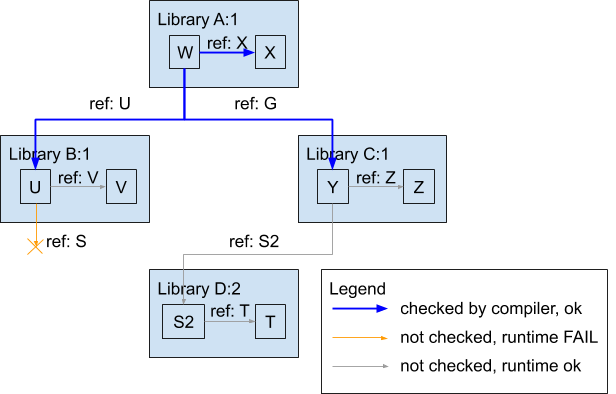 Library A:1
ref: X
W
X
ref: U
ref: G
Library B:1
Library C:1
ref: V
ref: Z
U
V
Y
Z
ref: S
ref: S2
Library D:2
ref: T
S2
T
Legend
checked by compiler, ok
not checked, runtime FAIL
not checked, runtime ok